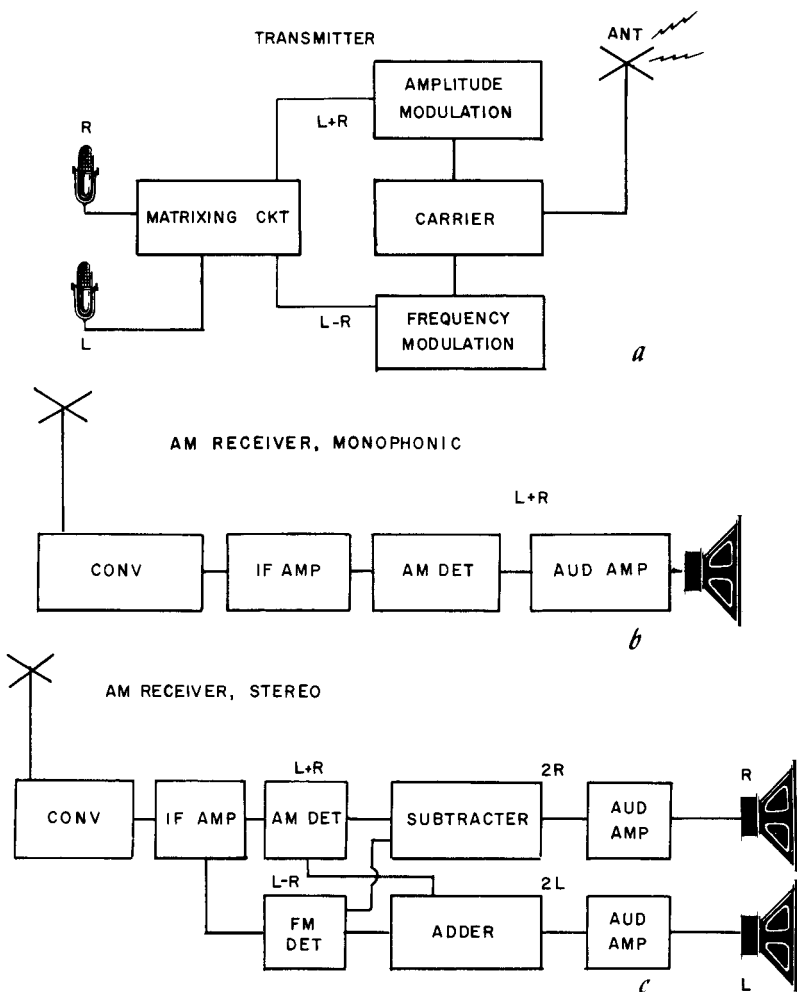 TRANSMITTER
ANT
AMPLITUDE
MODULATION
L+R
R
MATRIXING CKT
CARRIER
L
L-R
FREQUENCY
MODULATION
a
AM RECEIVER, MONOPHONIC
L+R
CONV
IF AMP
AM DET
AUD AMP
b
AM RECEIVER, STEREO
L+R
2R
R
CONV
IF AMP
AM DET
SUBTRACTER
AUD
AMP
L-R
2L
FM
DET
ADDER
AUD
AMP
c
L